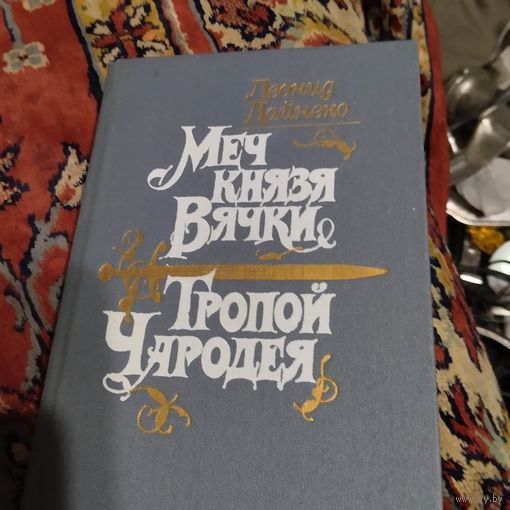 Леонид
Дайнеко
Меч
князя
Вячки
Тропой
Чародея